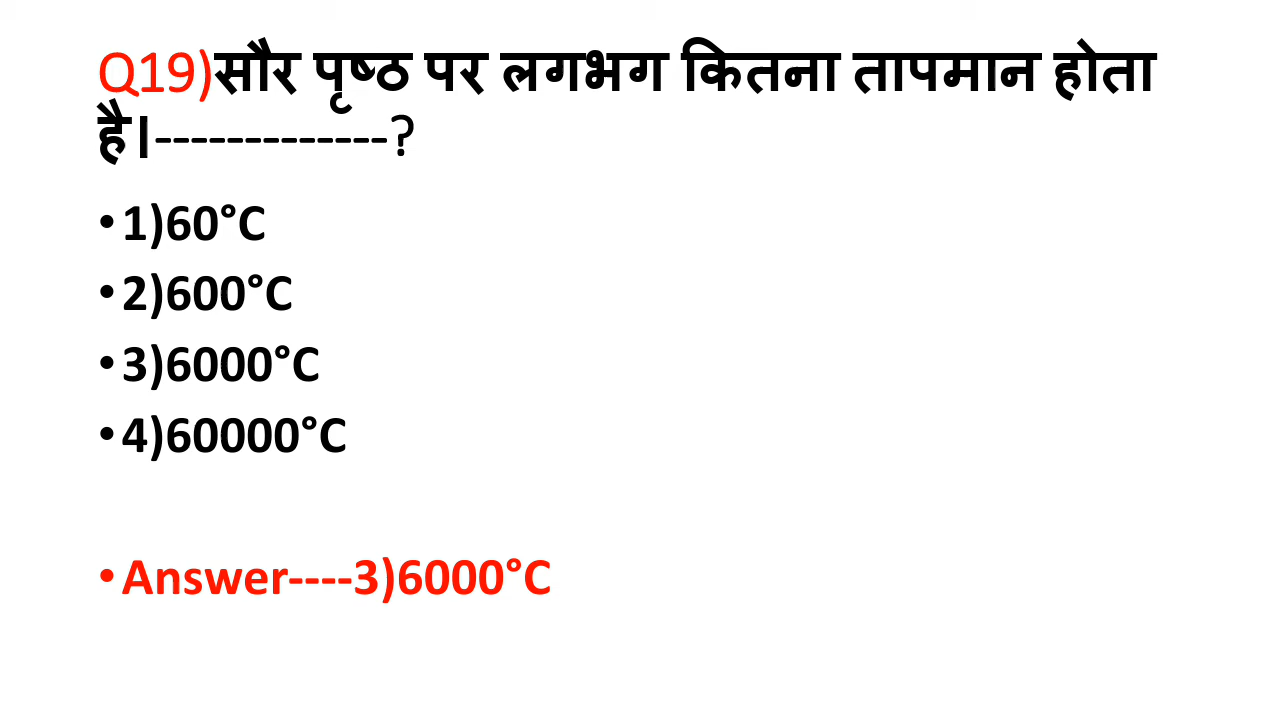 Q19)सौर पृष्ठ पर लगभग कितना तापमान होता
है।-------------?
• 1)60°C
• 2)600°C
• 3)6000°C
• 4)60000°C
• Answer----3)6000°C